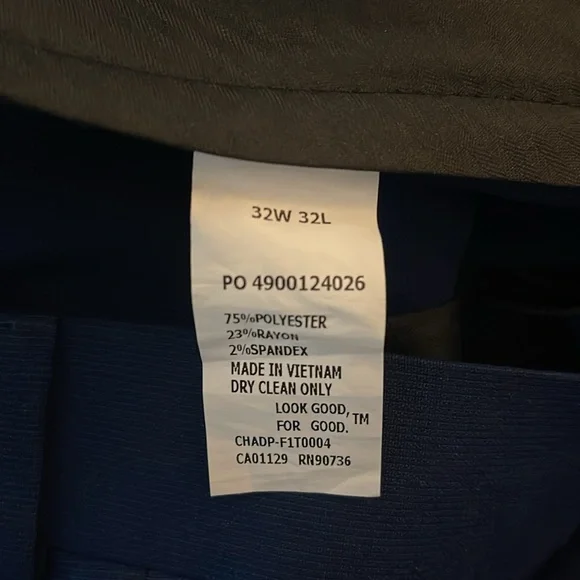 32W 32L
PO 4900124026
75%POLYESTER
23%RAYON
2%SPANDEX
MADE IN VIETNAM
DRY CLEAN ONLY
LOOK GOOD,
FOR GOOD.™
CHADP-F1T0004
CA01129 RN90736